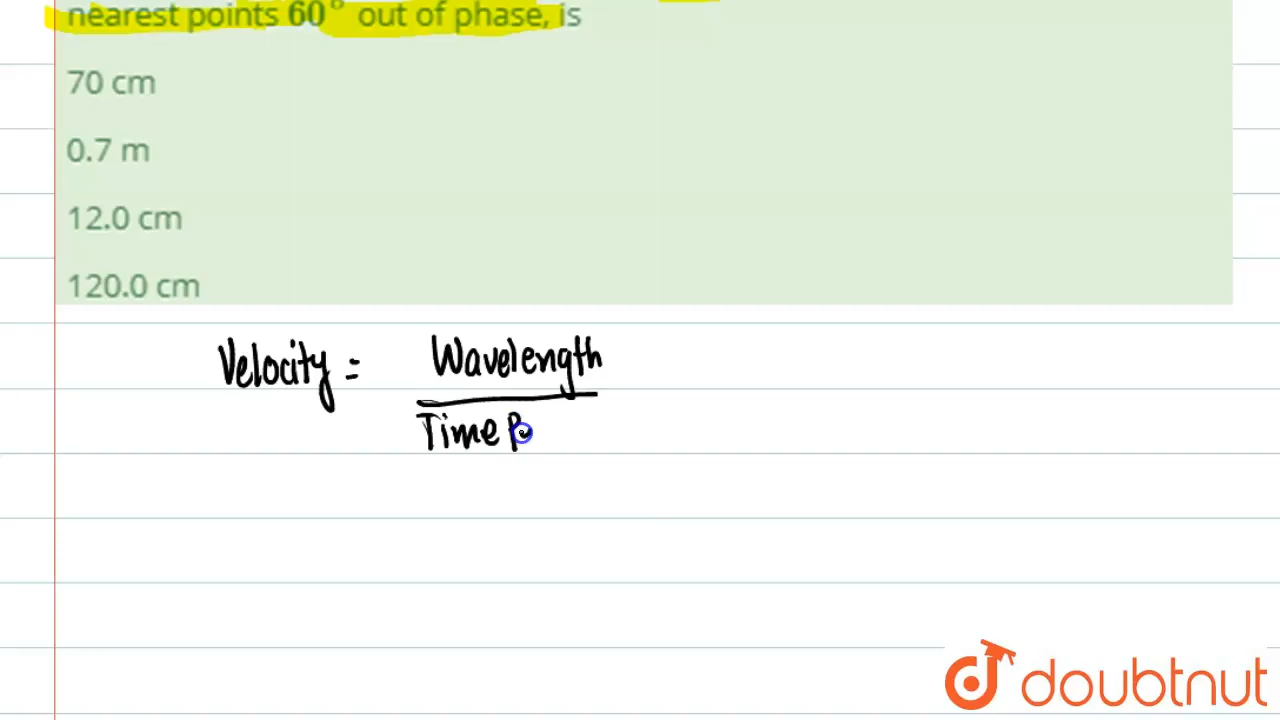 nearest points 60° out of phase, is
70 cm
0.7 m
12.0 cm
120.0 cm
Velocity = Wavelength
Time P
doubtnut